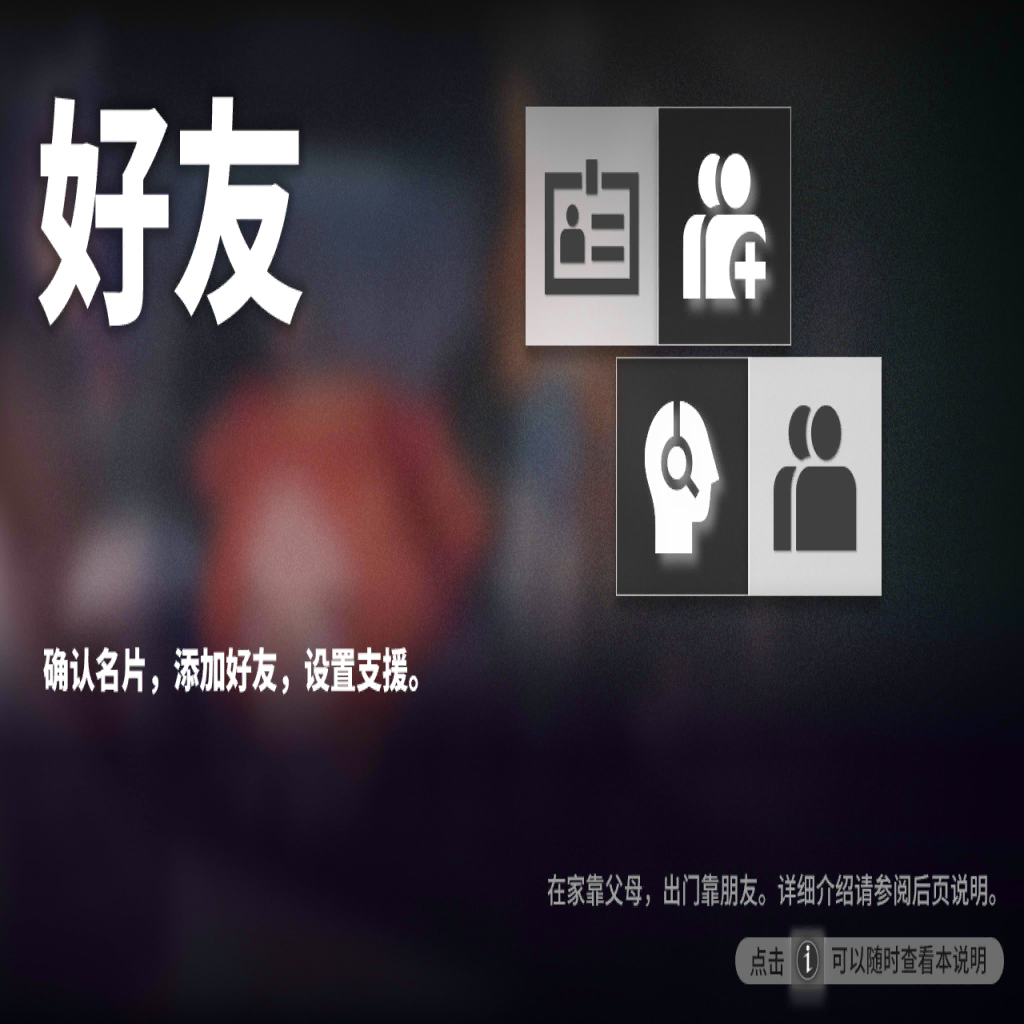 好友
确认名片，添加好友，设置支援。
在家靠父母，出门靠朋友。详细介绍请参阅后页说明。
点击 i 可以随时查看本说明